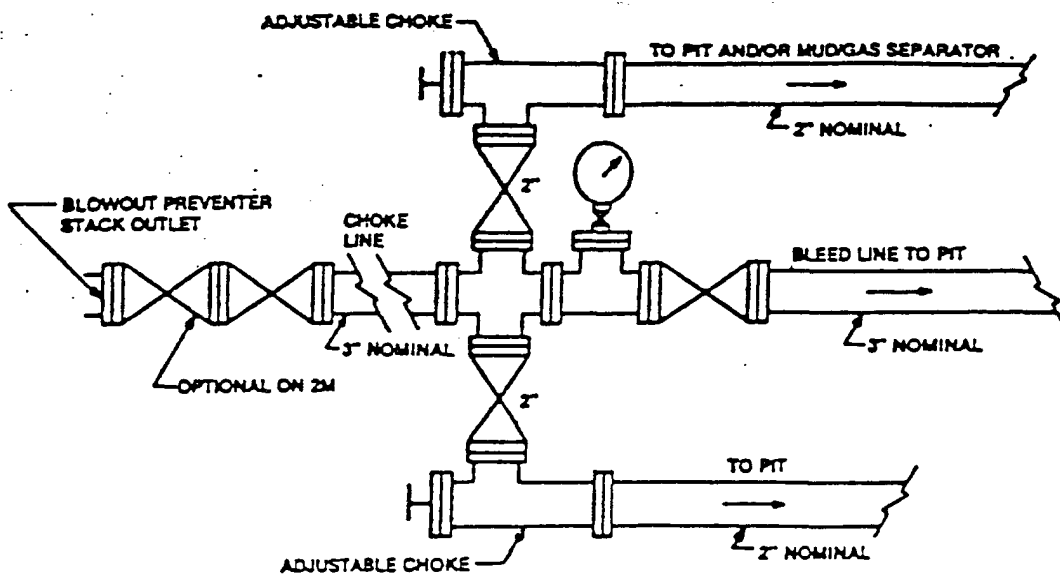 ADJUSTABLE CHOKE
TO PIT AND/OR MUD/GAS SEPARATOR
2" NOMINAL
2"
BLOWOUT PREVENTER
STACK OUTLET
CHOKE
LINE
BLEED LINE TO PIT
3" NOMINAL
3" NOMINAL
OPTIONAL ON 2M
2"
TO PIT
2" NOMINAL
ADJUSTABLE CHOKE